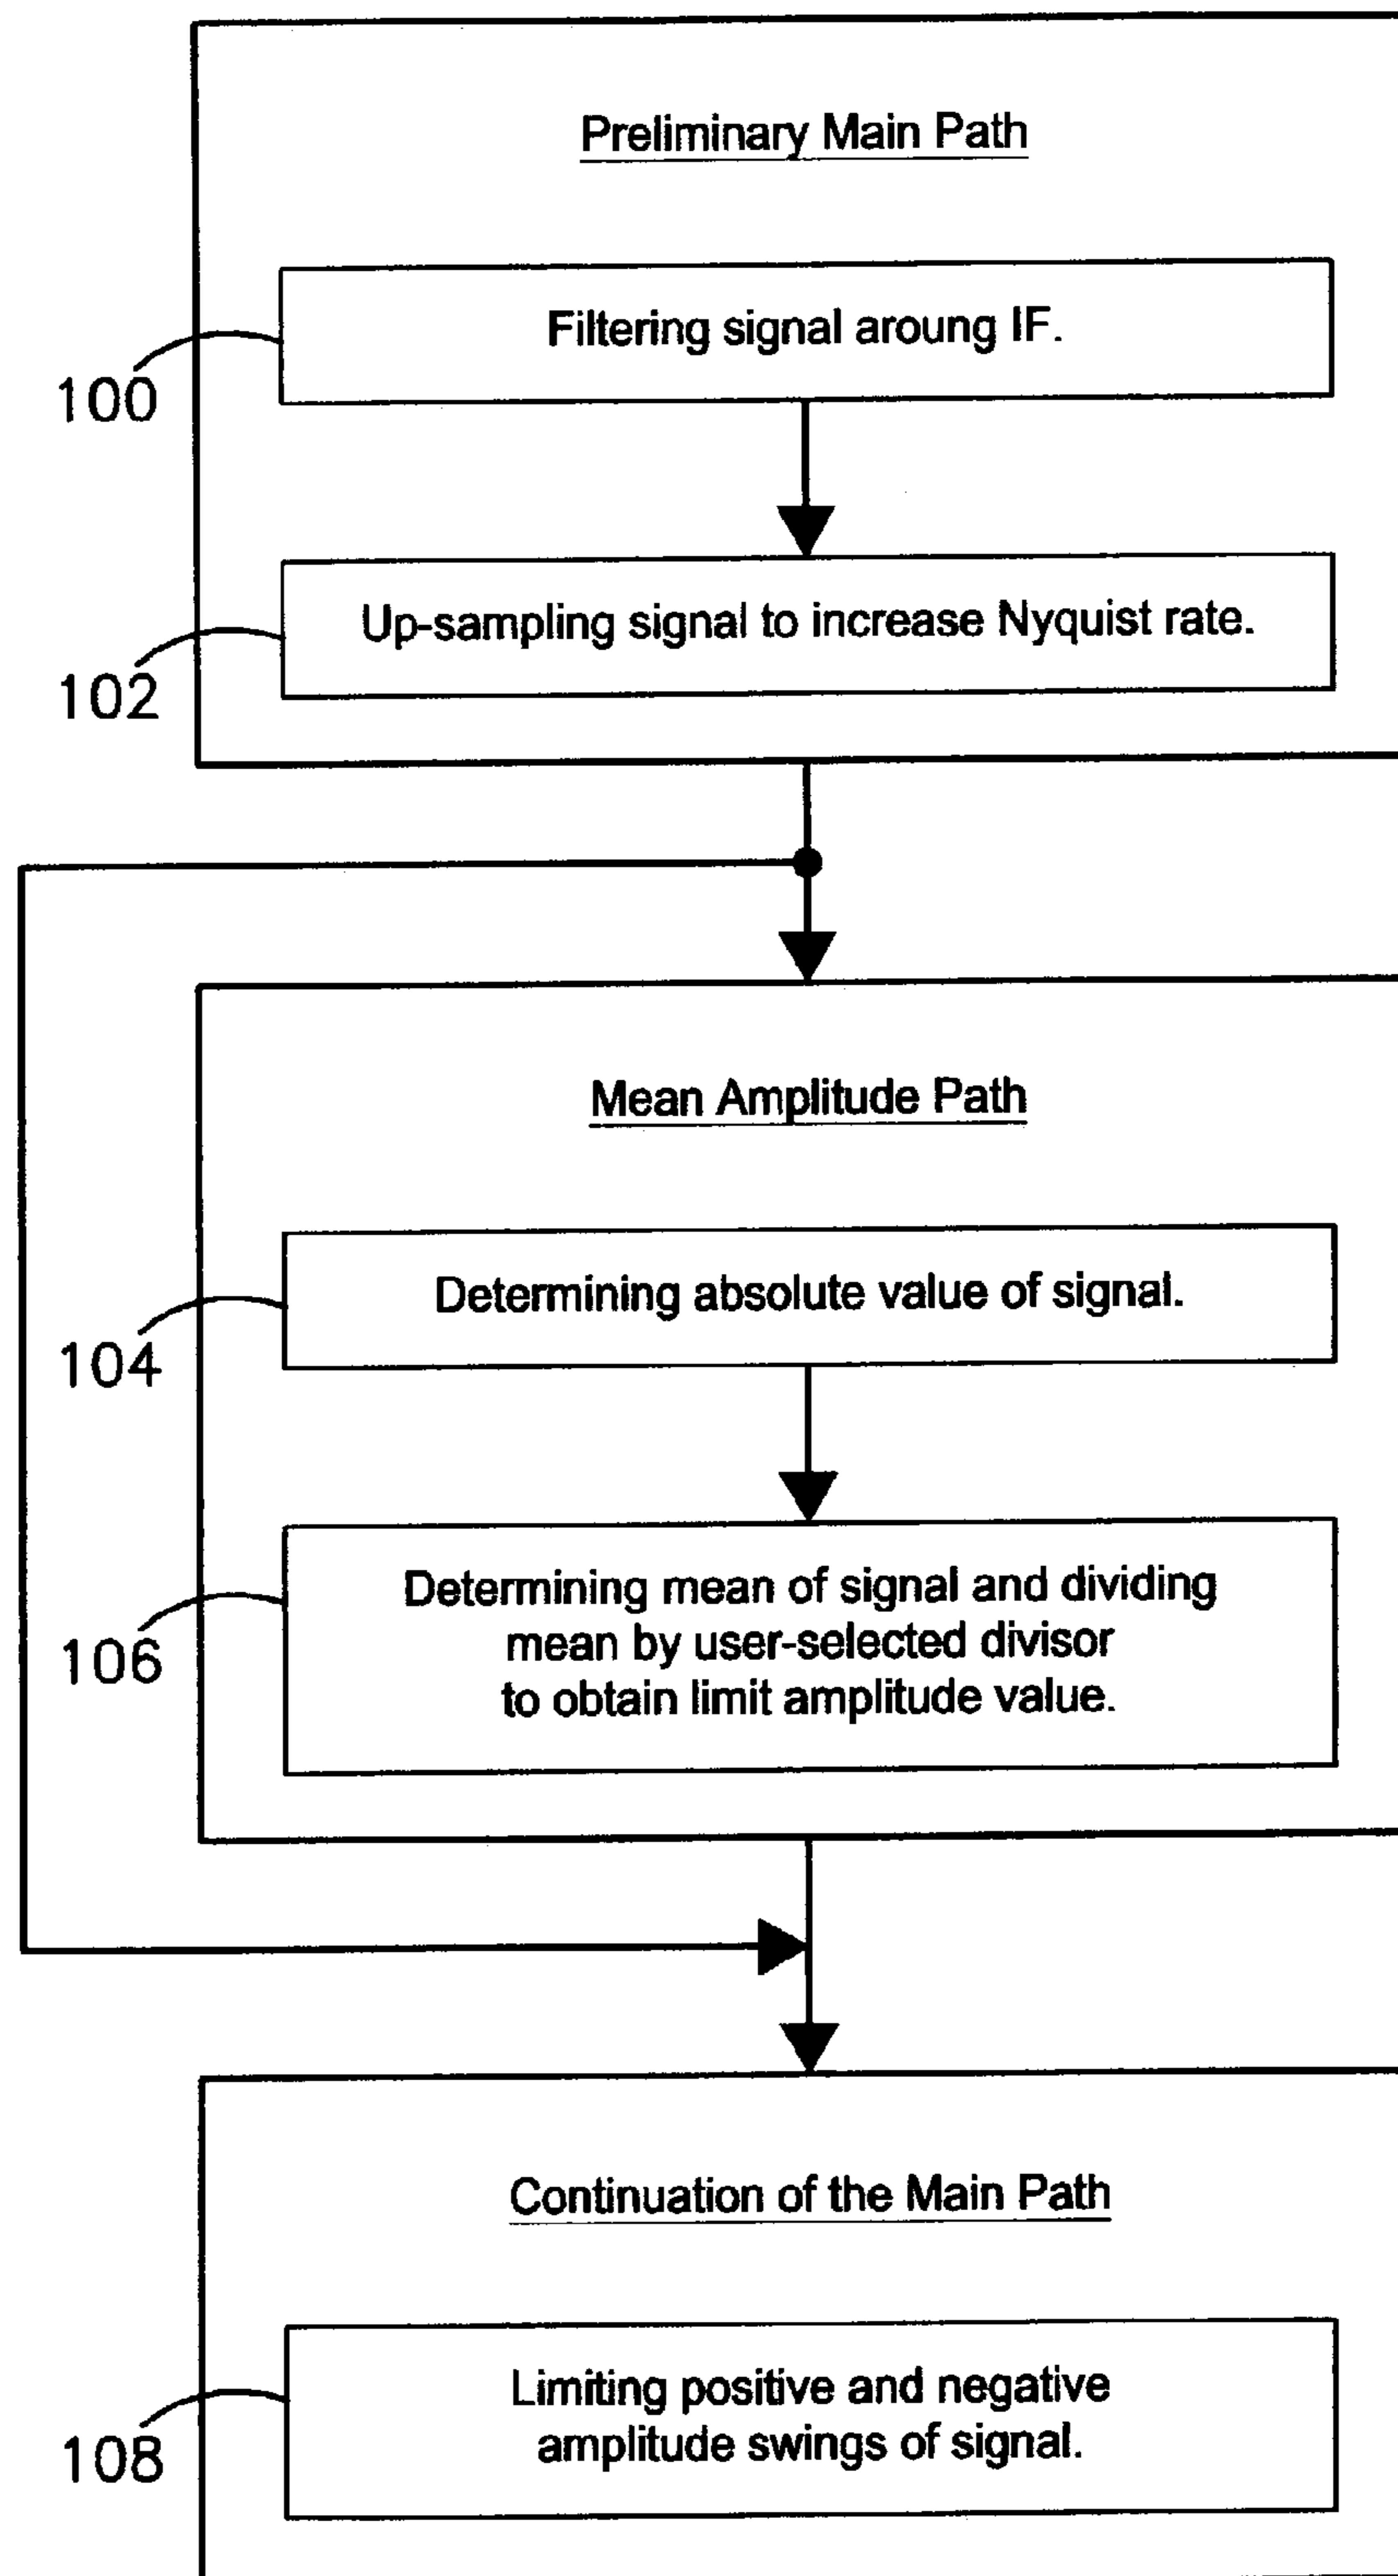 Preliminary Main Path
Filtering signal aroung IF.
100
Up-sampling signal to increase Nyquist rate.
102
Mean Amplitude Path
Determining absolute value of signal.
104
Determining mean of signal and dividing
mean by user-selected divisor
to obtain limit amplitude value.
106
Continuation of the Main Path
Limiting positive and negative
amplitude swings of signal.
108